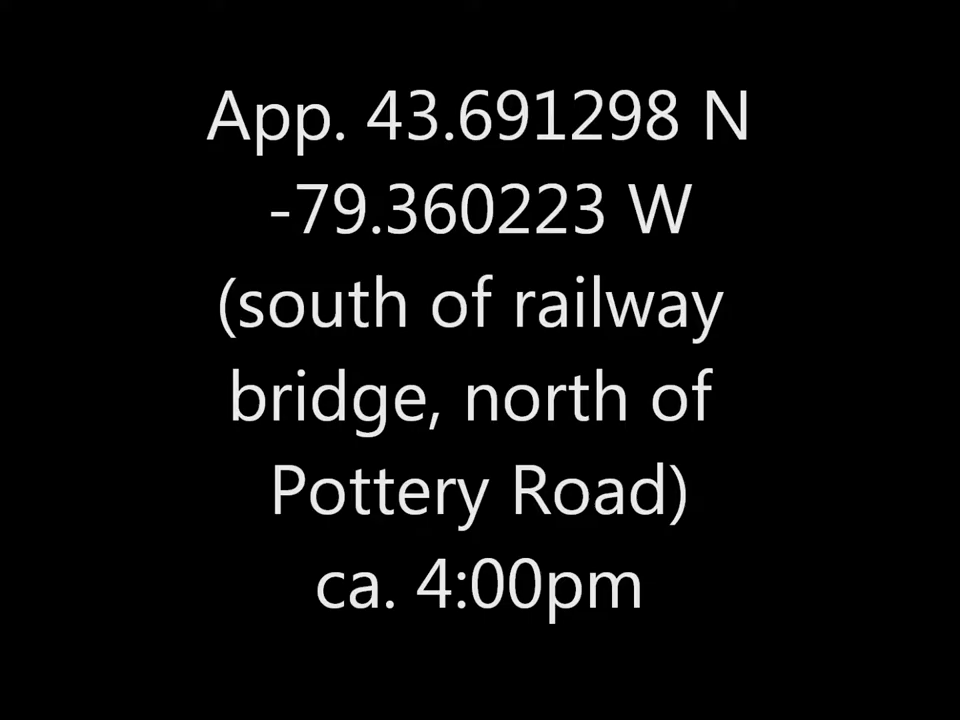 App. 43.691298 N
-79.360223 W
(south of railway
bridge, north of
Pottery Road)
ca. 4:00pm